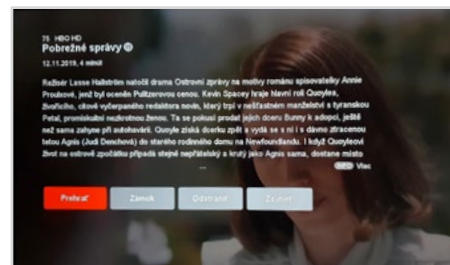 75 HBO HD
Pobrežné správy
12.11.2019, 4 minút
Režisér Lasse Hallström natočil drama Ostrovní zprávy na motivy románu spisovatelky Annie
Proulxové, jenž byl oceněn Pulitzerovou cenou. Kevin Spacey hraje hlavní roli Quoylea,
životního, citově vyčerpaného redaktora novin, který trpí v nešťastném manželství s tyranskou
Petal, promiskuitní nezkrotnou ženou. Ta se pokusí prodat jejich dceru Bunny k adopci, ještě
než sama zahyne při autohavárii. Quoyle získá dcerku zpět a vydá se s ní i s dávno ztracenou
tetou Agnis (Judi Denchová) do starého rodinného domu na Newfoundlandu. I když Quoyleovi
život na ostrově zpočátku připadá stejně nepřátelský a krutý jako Agnis sama, dostane místo
...
INFO Viac
Prehrať Zámok Odstrániť Zrušiť